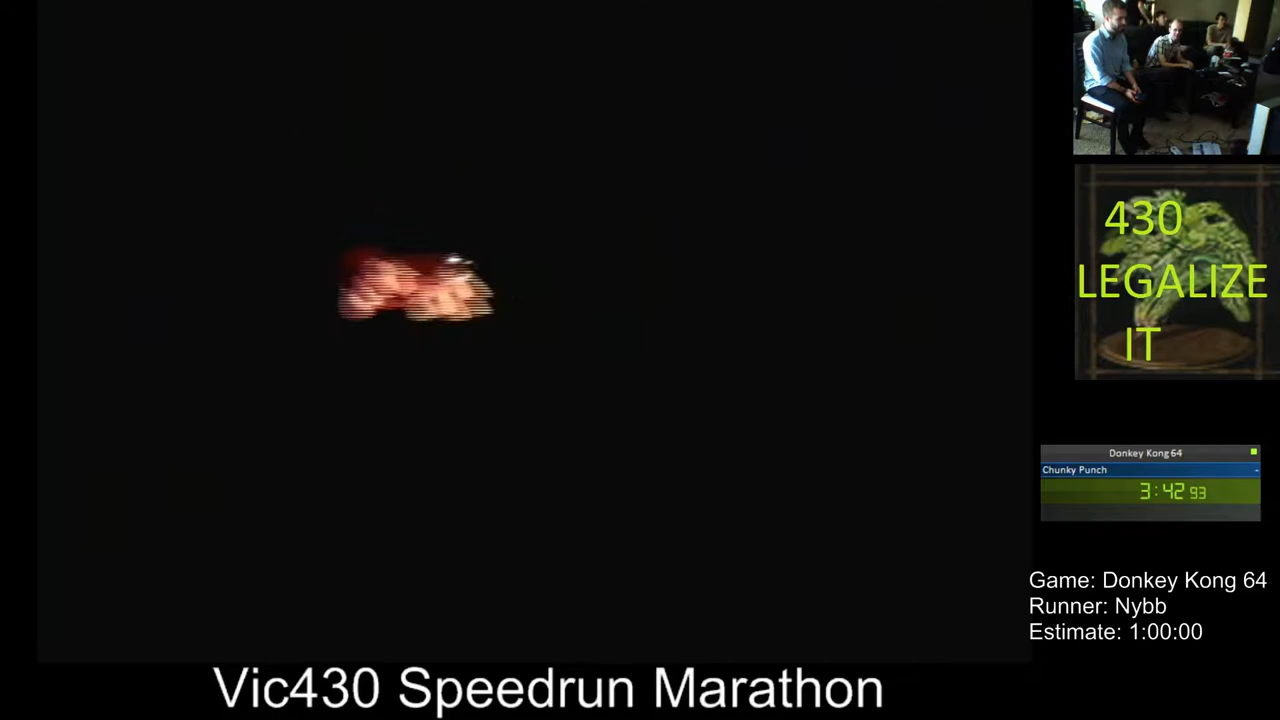 430
LEGALIZE
IT
Donkey Kong 64
Chunky Punch -
3:42 93
Game: Donkey Kong 64
Runner: Nybb
Estimate: 1:00:00
Vic430 Speedrun Marathon